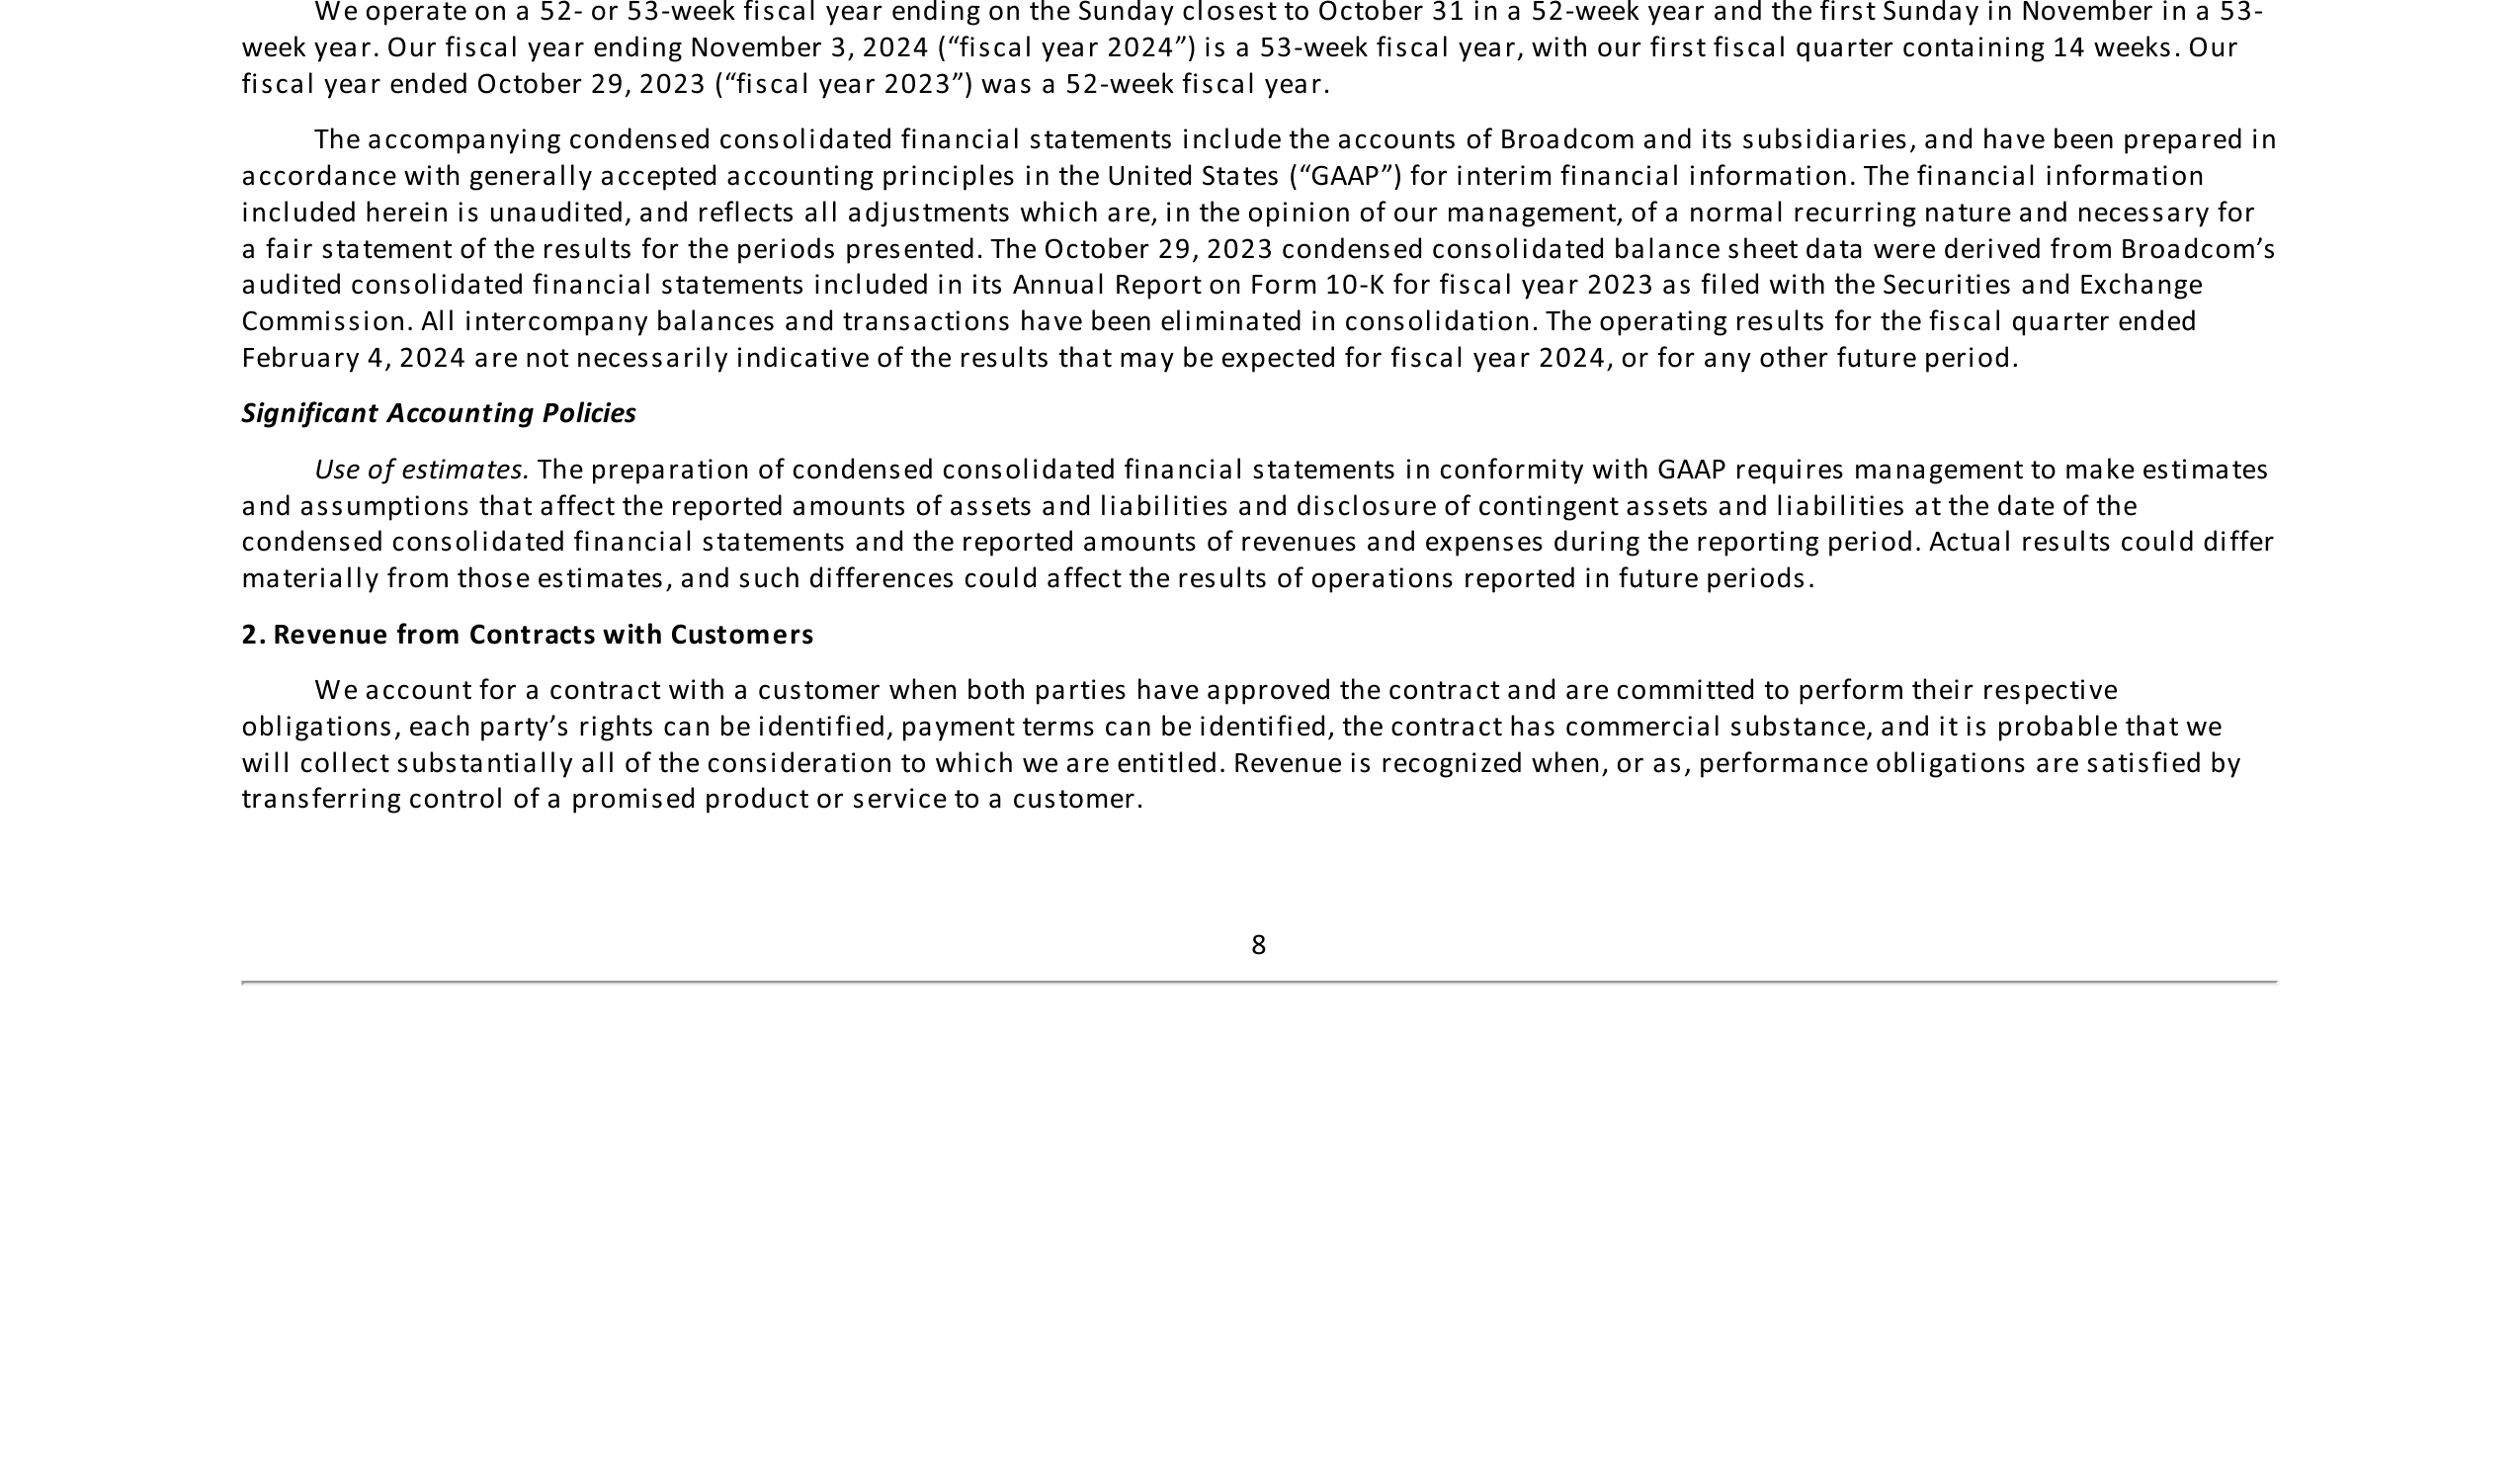 We operate on a 52- or 53-week fiscal year ending on the Sunday closest to October 31 in a 52-week year and the first Sunday in November in a 53-
week year. Our fiscal year ending November 3, 2024 (“fiscal year 2024”) is a 53-week fiscal year, with our first fiscal quarter containing 14 weeks. Our
fiscal year ended October 29, 2023 (“fiscal year 2023”) was a 52-week fiscal year.
The accompanying condensed consolidated financial statements include the accounts of Broadcom and its subsidiaries, and have been prepared in
accordance with generally accepted accounting principles in the United States (“GAAP”) for interim financial information. The financial information
included herein is unaudited, and reflects all adjustments which are, in the opinion of our management, of a normal recurring nature and necessary for
a fair statement of the results for the periods presented. The October 29, 2023 condensed consolidated balance sheet data were derived from Broadcom’s
audited consolidated financial statements included in its Annual Report on Form 10-K for fiscal year 2023 as filed with the Securities and Exchange
Commission. All intercompany balances and transactions have been eliminated in consolidation. The operating results for the fiscal quarter ended
February 4, 2024 are not necessarily indicative of the results that may be expected for fiscal year 2024, or for any other future period.
Significant Accounting Policies
Use of estimates. The preparation of condensed consolidated financial statements in conformity with GAAP requires management to make estimates
and assumptions that affect the reported amounts of assets and liabilities and disclosure of contingent assets and liabilities at the date of the
condensed consolidated financial statements and the reported amounts of revenues and expenses during the reporting period. Actual results could differ
materially from those estimates, and such differences could affect the results of operations reported in future periods.
2. Revenue from Contracts with Customers
We account for a contract with a customer when both parties have approved the contract and are committed to perform their respective
obligations, each party’s rights can be identified, payment terms can be identified, the contract has commercial substance, and it is probable that we
will collect substantially all of the consideration to which we are entitled. Revenue is recognized when, or as, performance obligations are satisfied by
transferring control of a promised product or service to a customer.
8